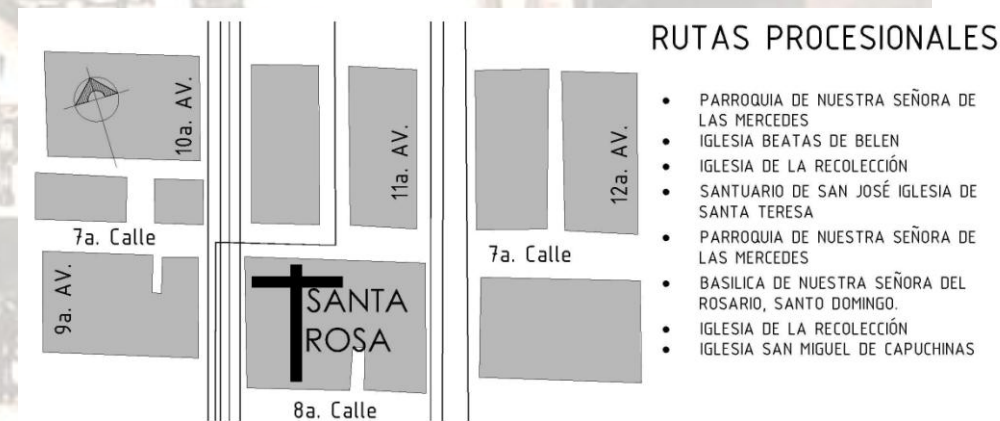 RUTAS PROCESIONALES
• PARROQUIA DE NUESTRA SEÑORA DE
LAS MERCEDES
• IGLESIA BEATAS DE BELEN
• IGLESIA DE LA RECOLECCIÓN
• SANTUARIO DE SAN JOSÉ IGLESIA DE
SANTA TERESA
• PARROQUIA DE NUESTRA SEÑORA DE
LAS MERCEDES
• BASILICA DE NUESTRA SEÑORA DEL
ROSARIO, SANTO DOMINGO.
• IGLESIA DE LA RECOLECCIÓN
• IGLESIA SAN MIGUEL DE CAPUCHINAS
10a. AV.
11a. AV.
12a. AV.
7a. Calle
7a. Calle
9a. AV.
SANTA
ROSA
8a. Calle